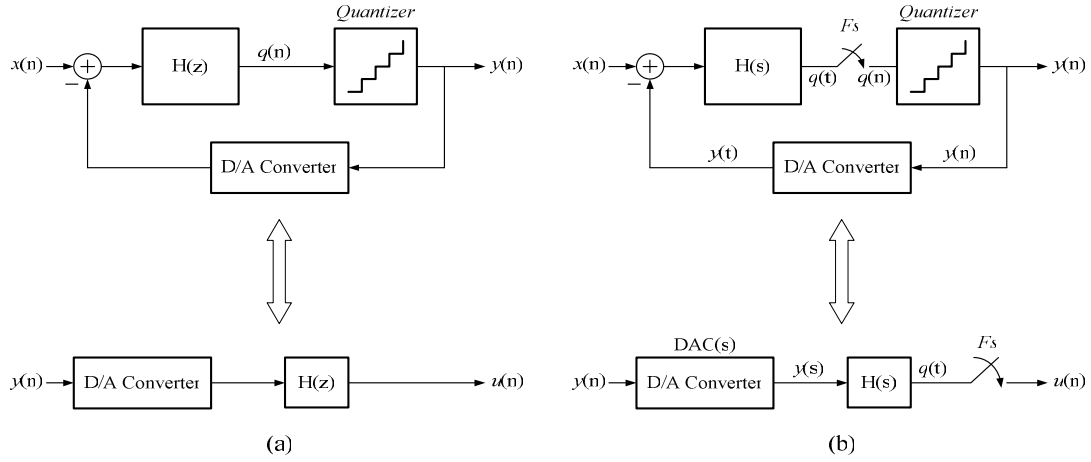 Quantizer
x(n)
+
−
H(z)
q(n)
y(n)
D/A Converter
y(n)
D/A Converter
H(z)
u(n)
(a)
Quantizer
Fs
x(n)
+
−
H(s)
q(t)
q(n)
y(n)
y(t)
D/A Converter
y(n)
DAC(s)
Fs
y(n)
D/A Converter
y(s)
H(s)
q(t)
u(n)
(b)